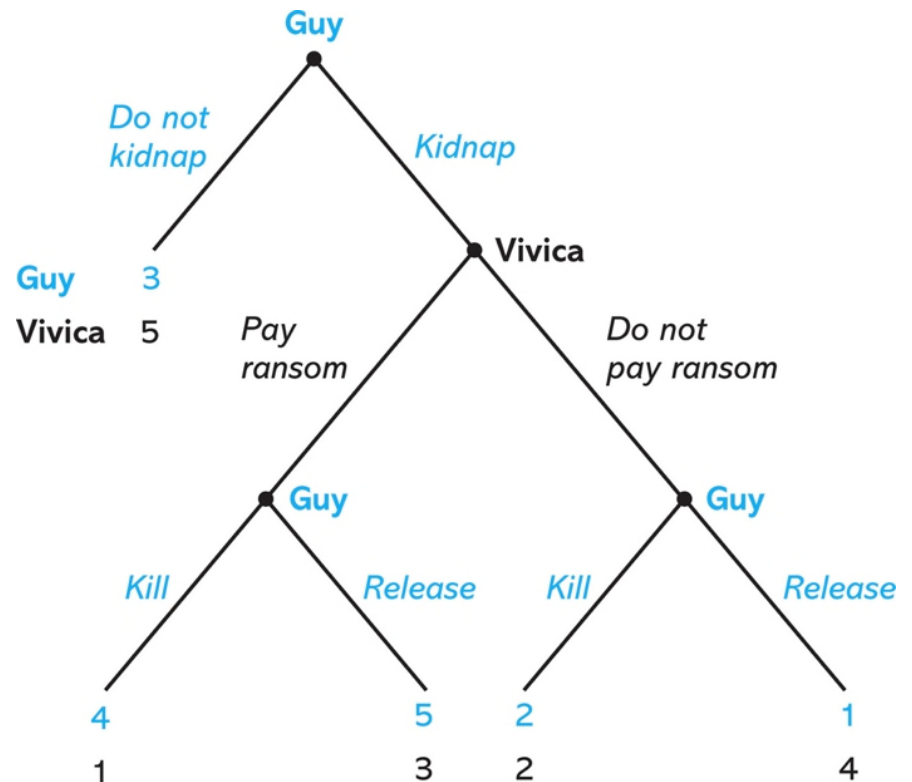 Guy
Do not
kidnap
Kidnap
Vivica
Guy 3
Vivica 5
Pay
ransom
Do not
pay ransom
Guy
Guy
Kill
Release
Kill
Release
4 5 2 1
1 3 2 4